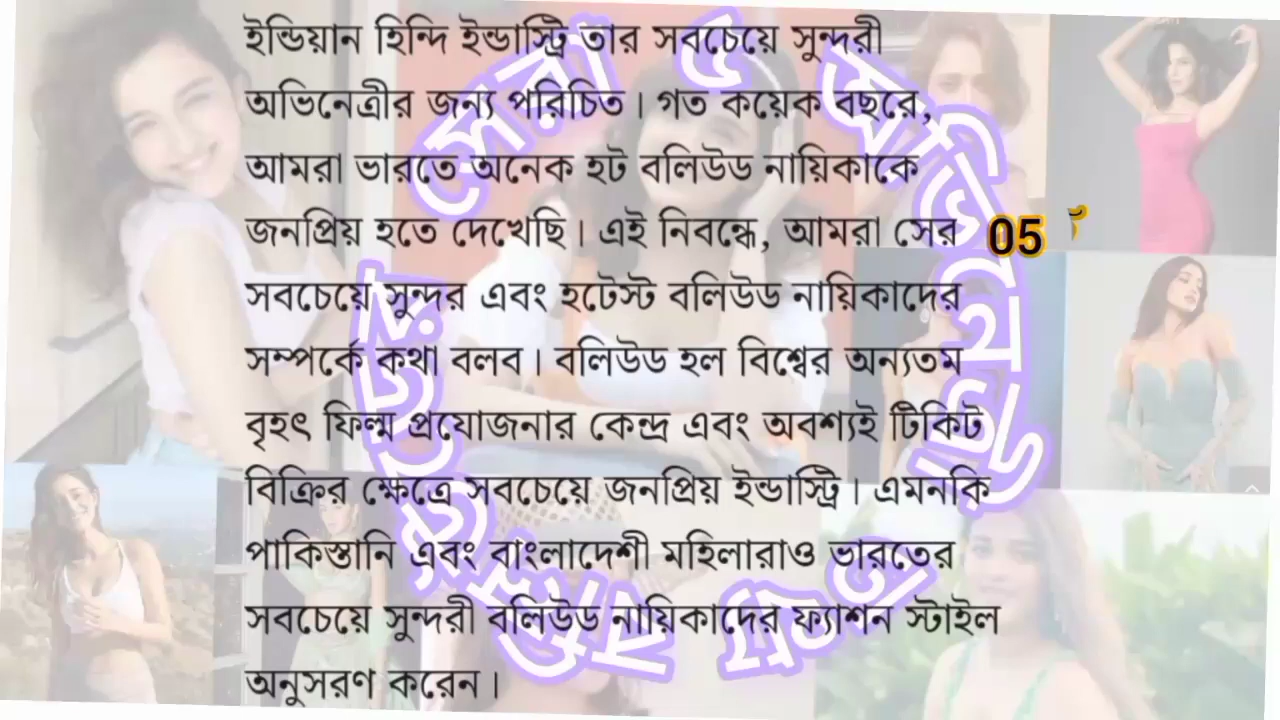 ইন্ডিয়ান হিন্দি ইন্ডাস্ট্রি তার সবচেয়ে সুন্দরী
অভিনেত্রীর জন্য পরিচিত। গত কয়েক বছরে,
আমরা ভারতে অনেক হট বলিউড নায়িকাকে
জনপ্রিয় হতে দেখেছি। এই নিবন্ধে, আমরা সের 05
সবচেয়ে সুন্দর এবং হটেস্ট বলিউড নায়িকাদের
সম্পর্কে কথা বলব। বলিউড হল বিশ্বের অন্যতম
বৃহৎ ফিল্ম প্রযোজনার কেন্দ্র এবং অবশ্যই টিকিট
বিক্রির ক্ষেত্রে সবচেয়ে জনপ্রিয় ইন্ডাস্ট্রি। এমনকি
পাকিস্তানি এবং বাংলাদেশী মহিলারাও ভারতের
সবচেয়ে সুন্দরী বলিউড নায়িকাদের ফ্যাশন স্টাইল
অনুসরণ করেন।
সেরা ৫ অভিনেত্রী